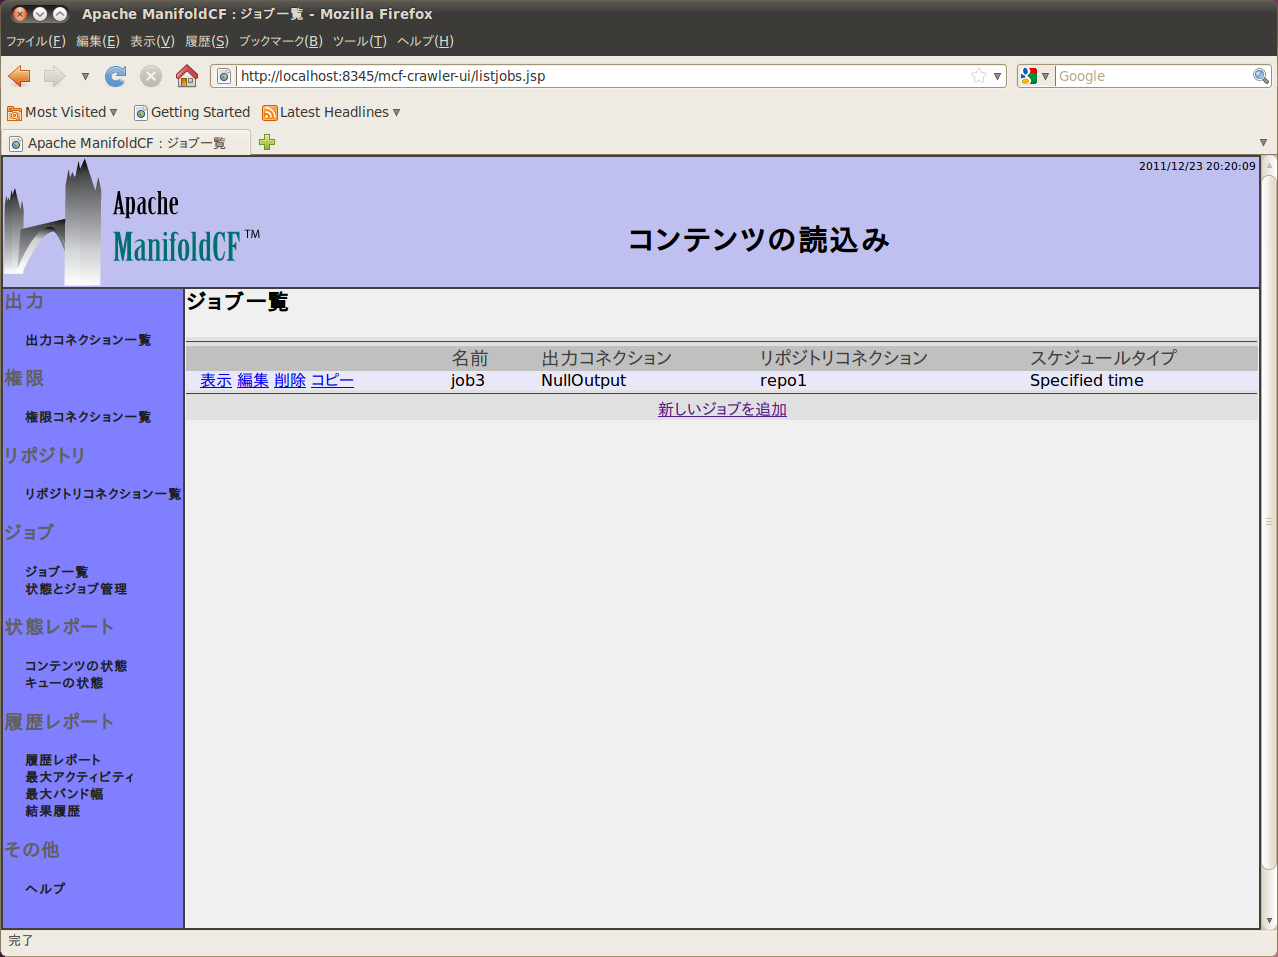 Apache ManifoldCF : ジョブ一覧 - Mozilla Firefox
ファイル(F) 編集(E) 表示(V) 履歴(S) ブックマーク(B) ツール(T) ヘルプ(H)
http://localhost:8345/mcf-crawler-ui/listjobs.jsp
Google
Most Visited Getting Started Latest Headlines
Apache ManifoldCF : ジョブ一覧
2011/12/23 20:20:09
Apache
ManifoldCF™
コンテンツの読込み
出力
出力コネクション一覧
権限
権限コネクション一覧
リポジトリ
リポジトリコネクション一覧
ジョブ
ジョブ一覧
状態とジョブ管理
状態レポート
コンテンツの状態
キューの状態
履歴レポート
履歴レポート
最大アクティビティ
最大バンド幅
結果履歴
その他
ヘルプ
ジョブ一覧
名前 出力コネクション リポジトリコネクション スケジュールタイプ
表示 編集 削除 コピー job3 NullOutput repo1 Specified time
新しいジョブを追加
完了